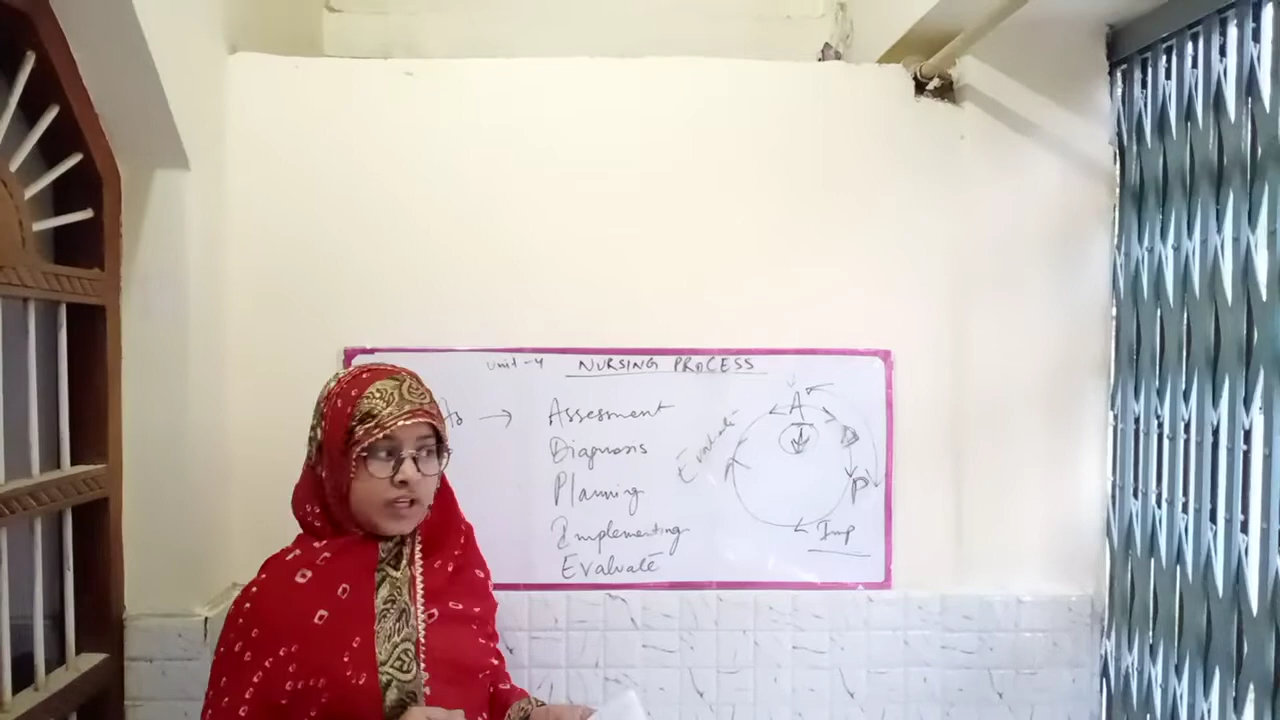 Unit-4 NURSING PROCESS
→ Assessment
Diagnosis
Planning
Implementing
Evaluate
A
D
P
Imp
Evaluate